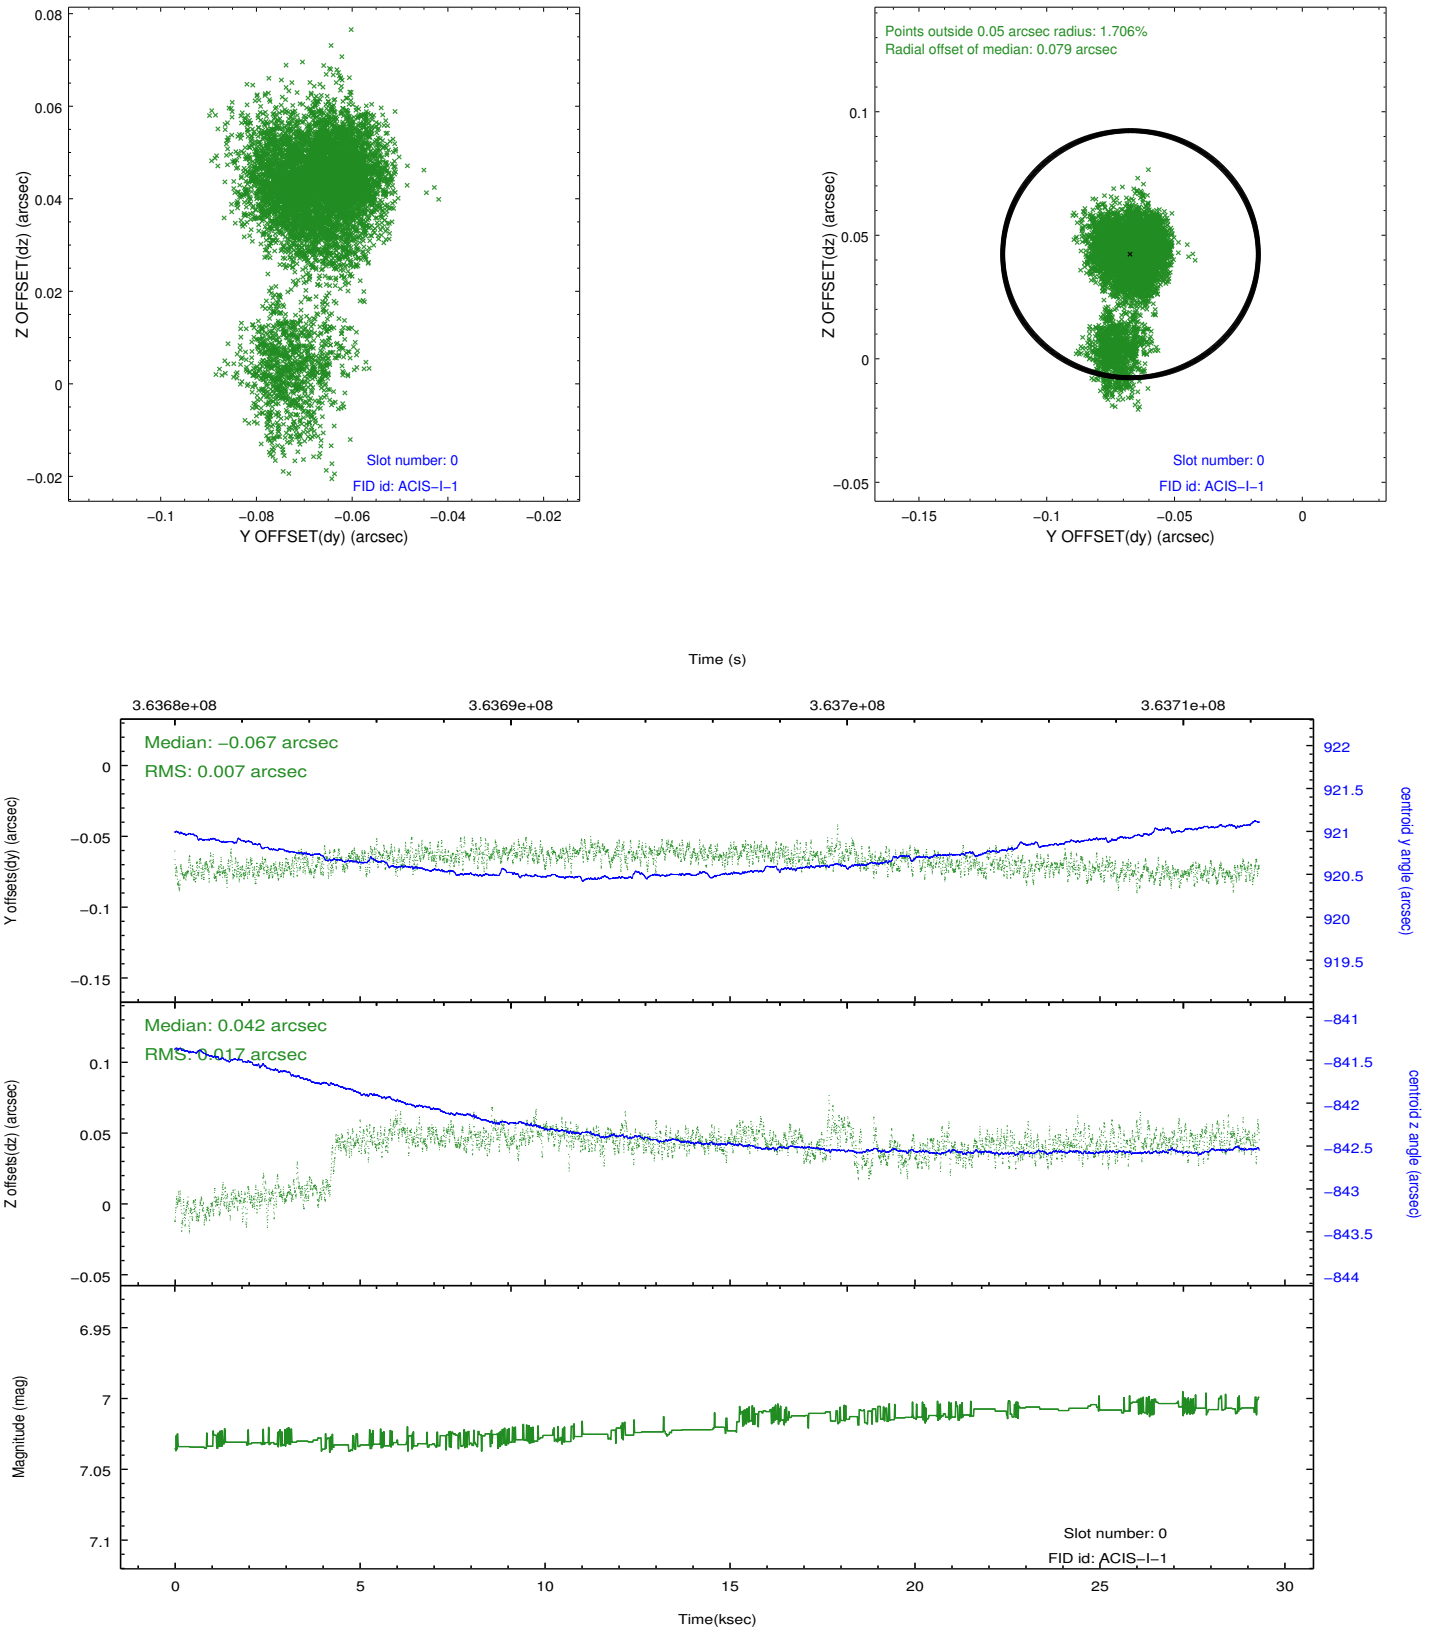 0.08
0.06
0.04
0.02
0
−0.02
Z OFFSET(dz) (arcsec)
−0.1
−0.08
−0.06
−0.04
−0.02
Y OFFSET(dy) (arcsec)
Slot number: 0
FID id: ACIS−I−1
Points outside 0.05 arcsec radius: 1.706%
Radial offset of median: 0.079 arcsec
0.1
0.05
0
−0.05
Z OFFSET(dz) (arcsec)
−0.15
−0.1
−0.05
0
Y OFFSET(dy) (arcsec)
Slot number: 0
FID id: ACIS−I−1
Time (s)
3.6368e+08
3.6369e+08
3.637e+08
3.6371e+08
Median: −0.067 arcsec
RMS: 0.007 arcsec
0
−0.05
−0.1
−0.15
Y offsets(dy) (arcsec)
922
921.5
921
920.5
920
919.5
centroid y angle (arcsec)
Median: 0.042 arcsec
RMS: 0.017 arcsec
0.1
0.05
0
−0.05
Z offsets(dz) (arcsec)
−841
−841.5
−842
−842.5
−843
−843.5
−844
centroid z angle (arcsec)
6.95
7
7.05
7.1
Magnitude (mag)
Slot number: 0
FID id: ACIS−I−1
0
5
10
15
20
25
30
Time(ksec)